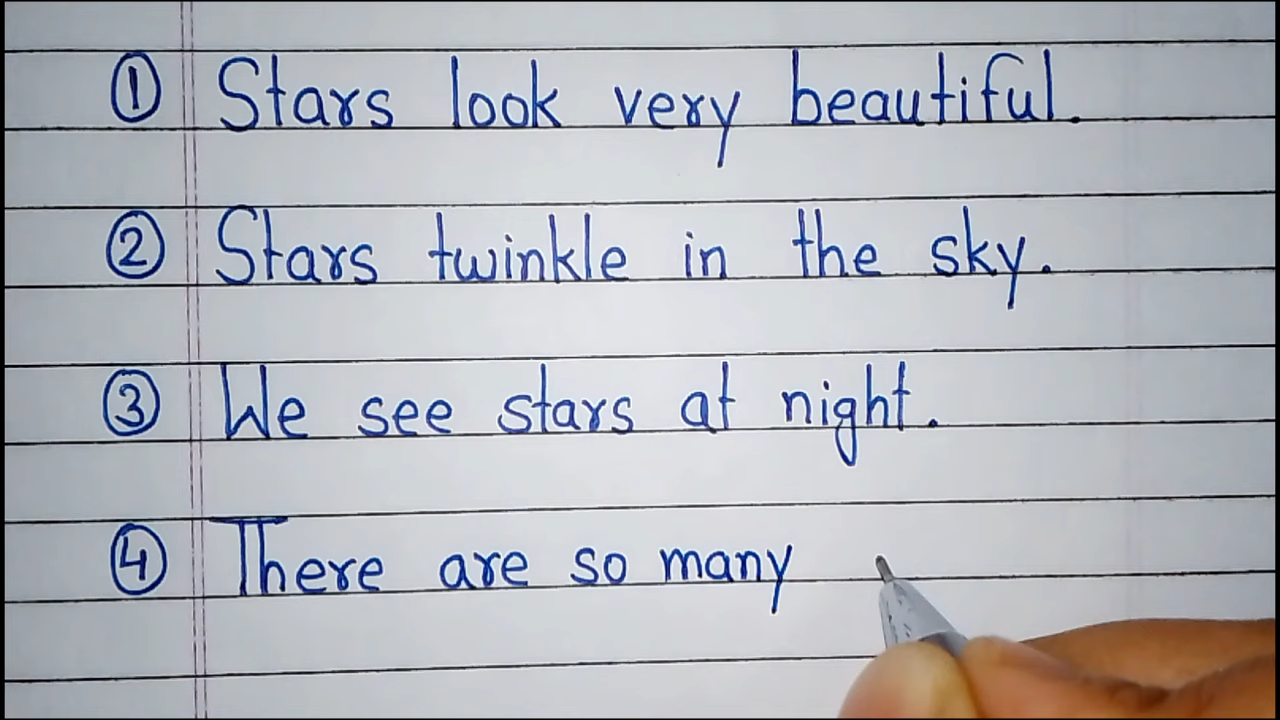 ① Stars look very beautiful.
② Stars twinkle in the sky.
③ We see stars at night.
④ There are so many